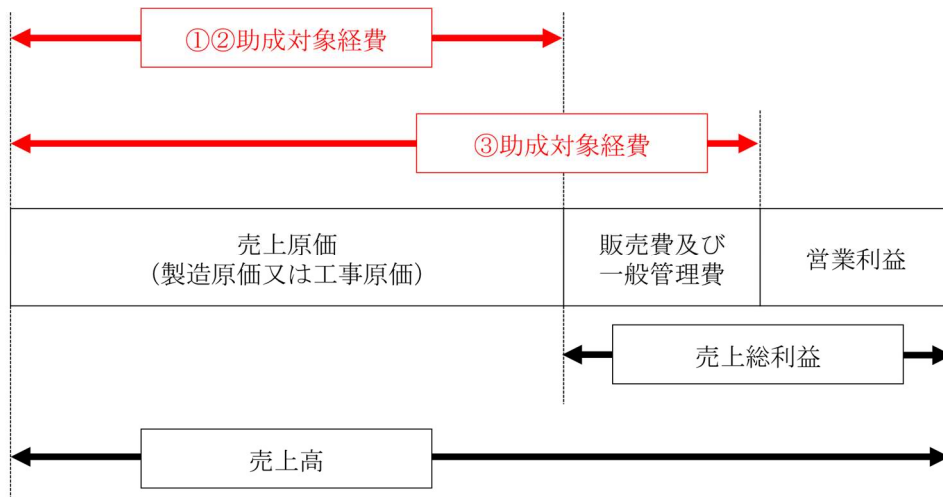 ①②助成対象経費
③助成対象経費
売上原価
（製造原価又は工事原価）
販売費及び
一般管理費
営業利益
売上総利益
売上高